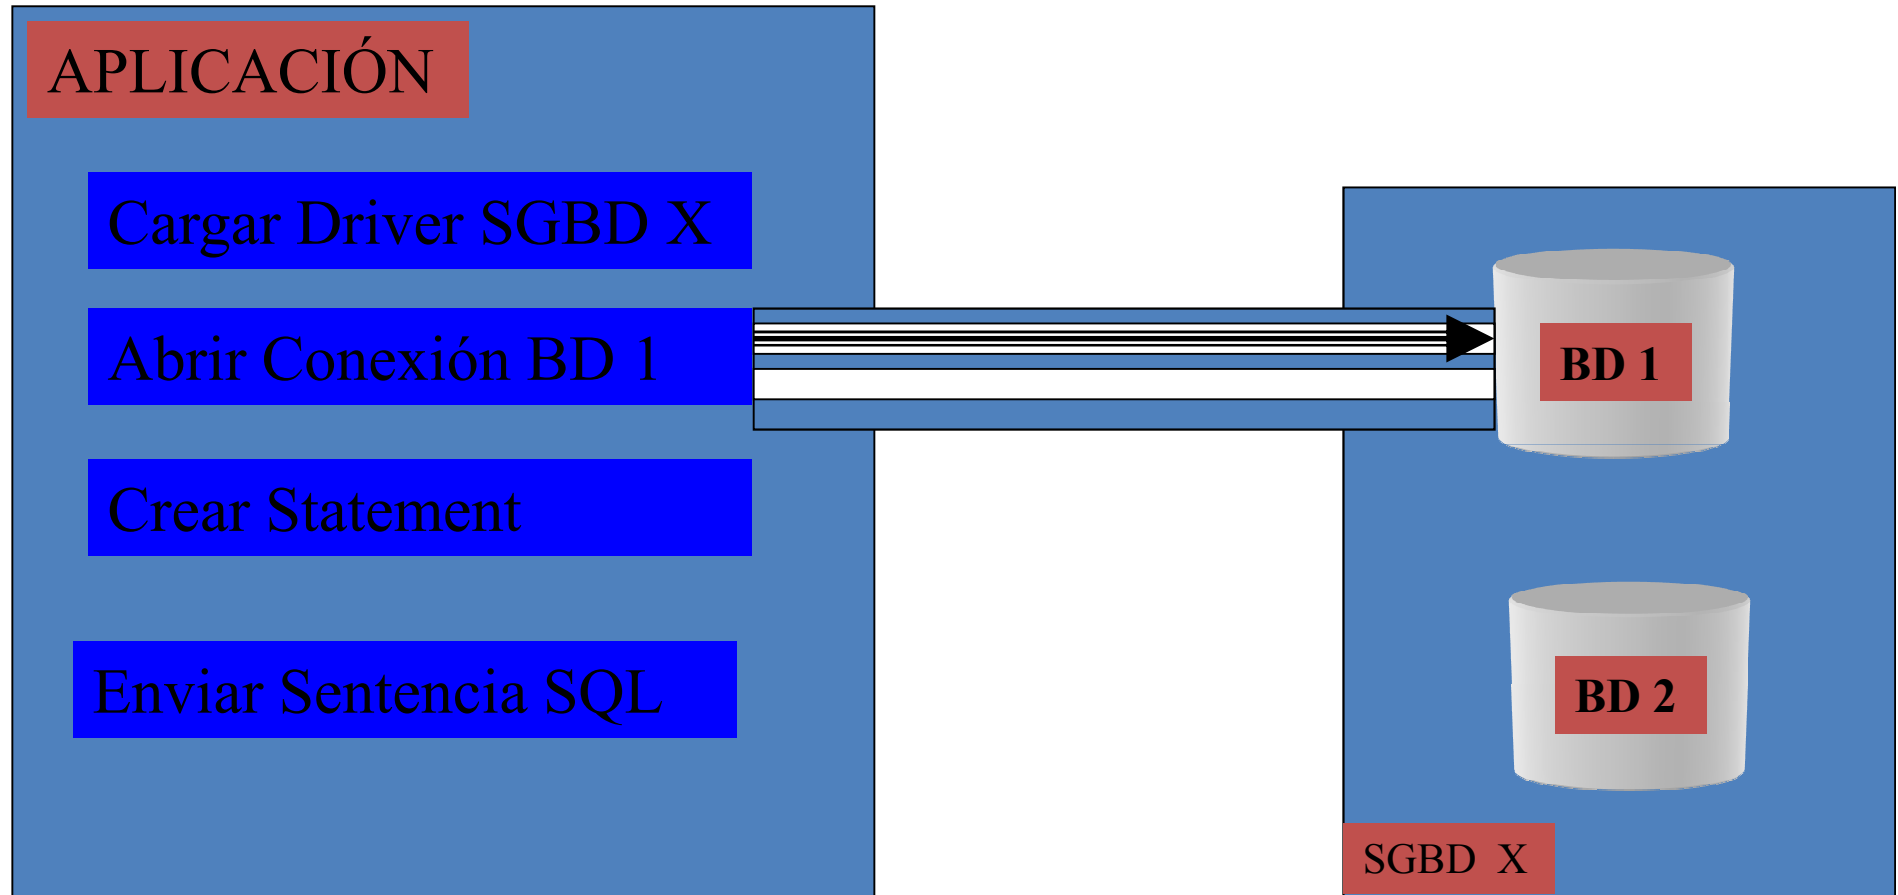 APLICACIÓN
Cargar Driver SGBD X
Abrir Conexión BD 1
Crear Statement
Enviar Sentencia SQL
BD 1
BD 2
SGBD X